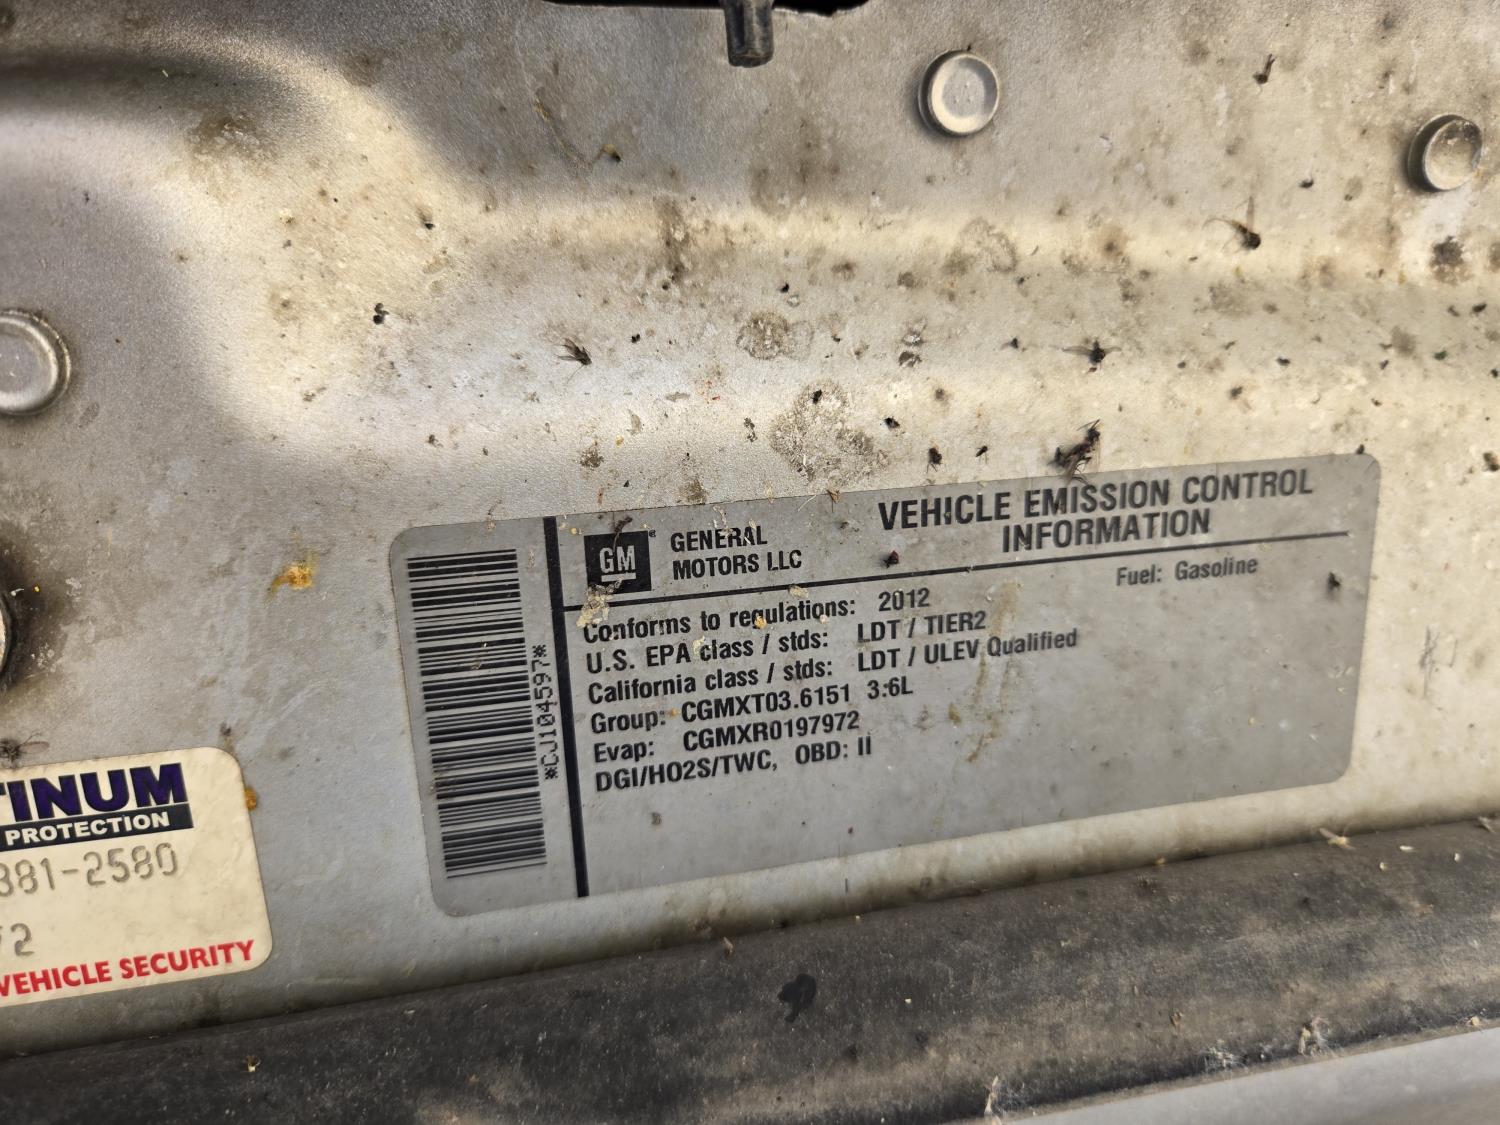 GM
GENERAL
MOTORS LLC
VEHICLE EMISSION CONTROL
INFORMATION
Fuel: Gasoline
Conforms to regulations: 2012
U.S. EPA class / stds: LDT / TIER2
California class / stds: LDT / ULEV Qualified
Group: CGMXT03.6151 3.6L
Evap: CGMXR0197972
DGI/HO2S/TWC, OBD: II
*CJ104597*
TINUM
PROTECTION
881-2580
72
VEHICLE SECURITY